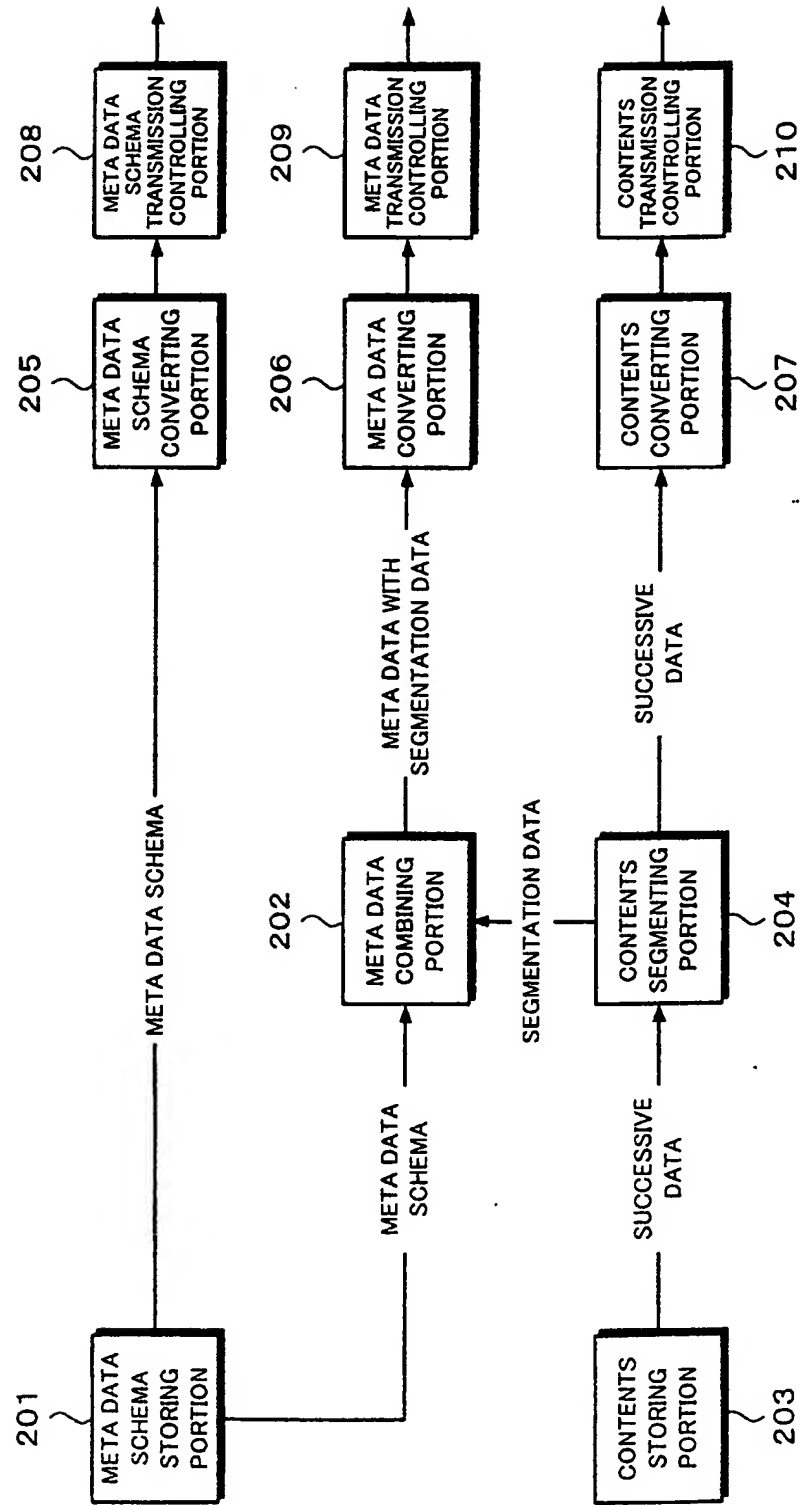 201
META DATA
SCHEMA
STORING
PORTION
META DATA SCHEMA
205
META DATA
SCHEMA
CONVERTING
PORTION
208
META DATA
SCHEMA
TRANSMISSION
CONTROLLING
PORTION
META DATA
SCHEMA
202
META DATA
COMBINING
PORTION
META DATA WITH
SEGMENTATION DATA
206
META DATA
CONVERTING
PORTION
209
META DATA
TRANSMISSION
CONTROLLING
PORTION
SEGMENTATION DATA
CONTENTS
STORING
PORTION
203
SUCCESSIVE
DATA
CONTENTS
SEGMENTING
PORTION
204
SUCCESSIVE
DATA
CONTENTS
CONVERTING
PORTION
207
CONTENTS
TRANSMISSION
CONTROLLING
PORTION
210